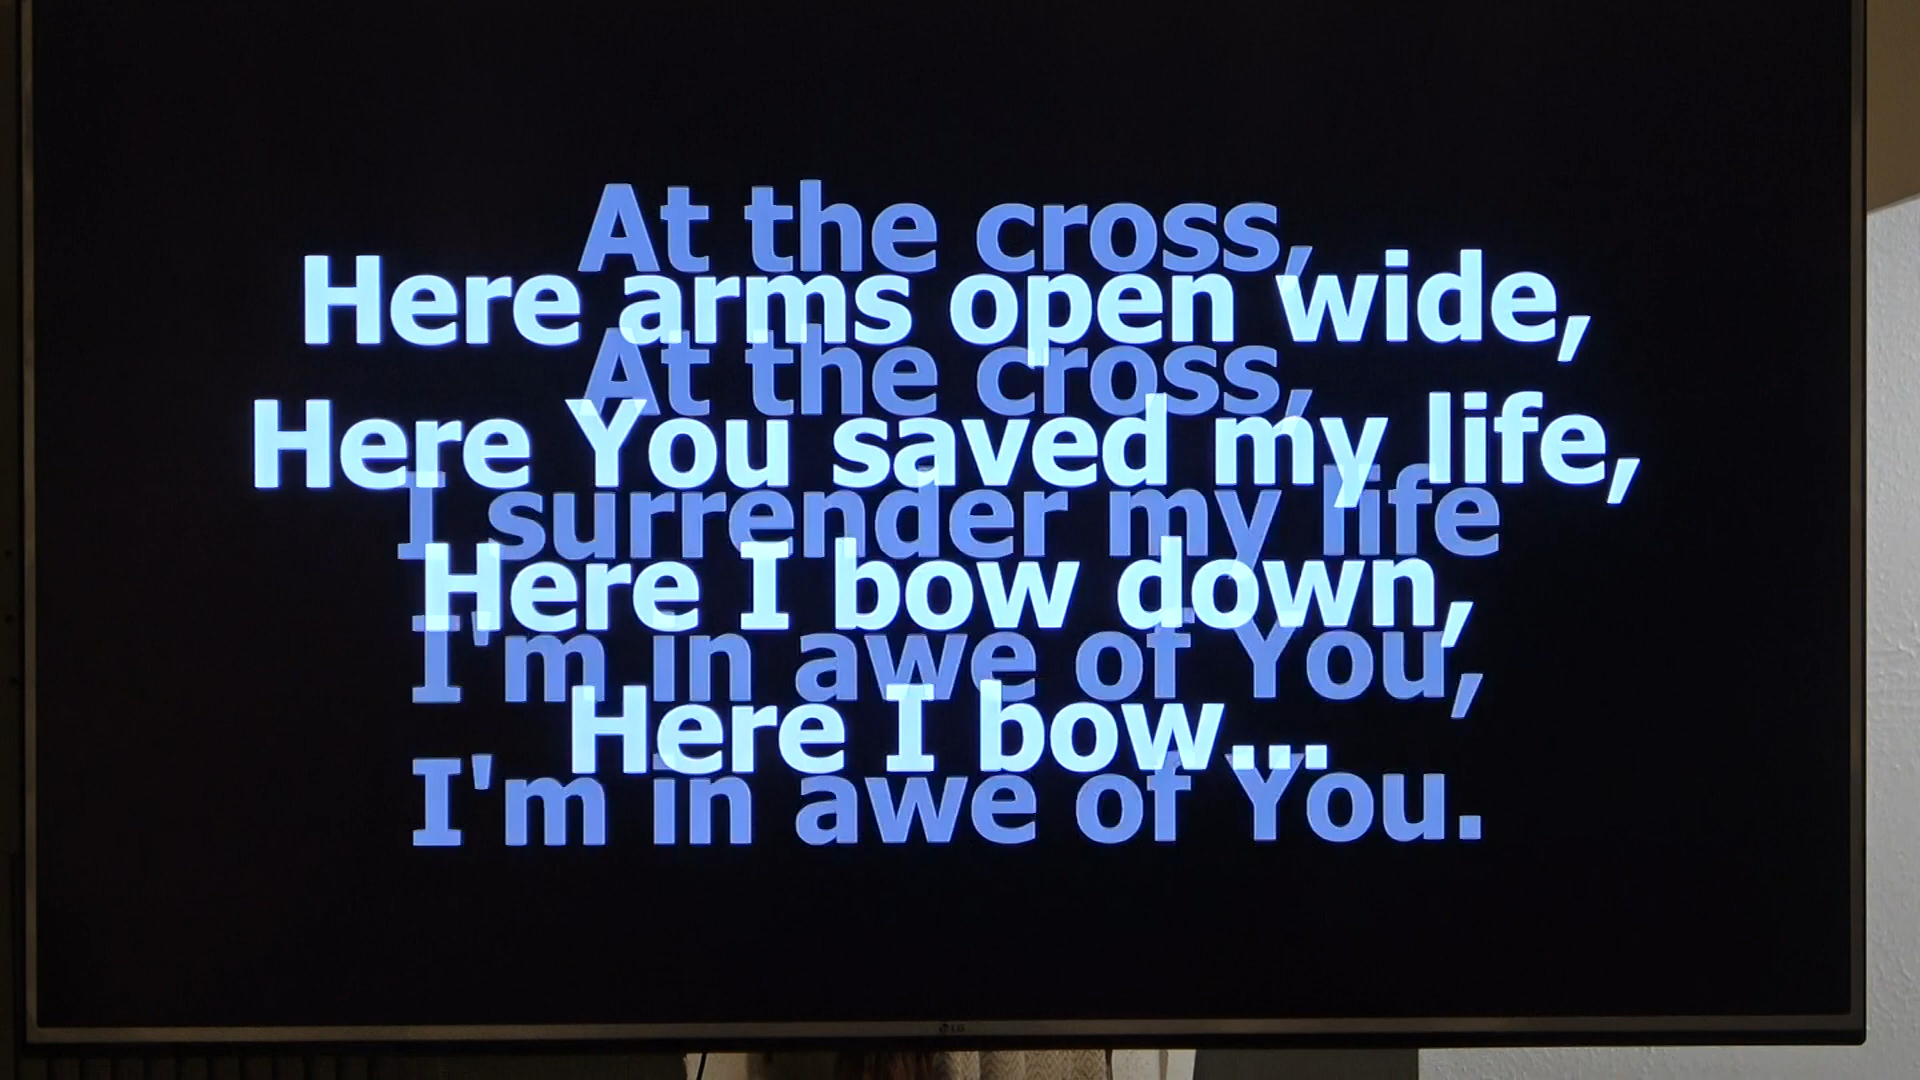 At the cross,
Here arms open wide,
At the cross,
Here You saved my life,
I surrender my life
Here I bow down,
I'm in awe of You,
Here I bow...
I'm in awe of You.
LG